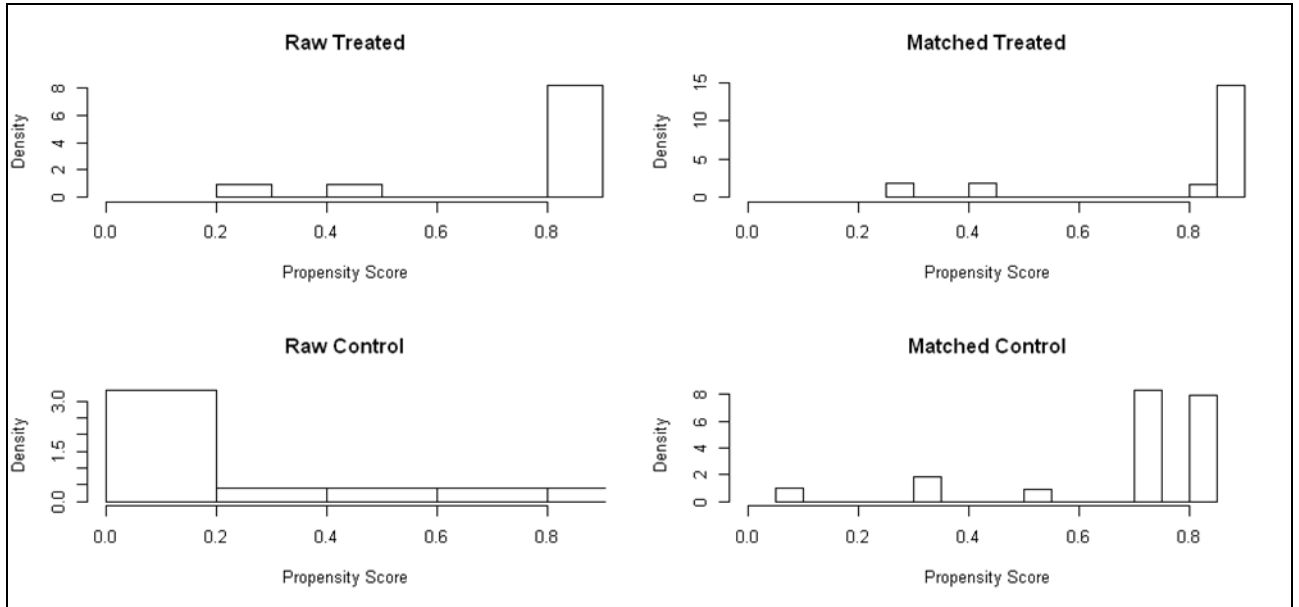 Raw Treated
Density
0 2 4 6 8
0.0 0.2 0.4 0.6 0.8
Propensity Score
Matched Treated
Density
0 5 10 15
0.0 0.2 0.4 0.6 0.8
Propensity Score
Raw Control
Density
0.0 1.5 3.0
0.0 0.2 0.4 0.6 0.8
Propensity Score
Matched Control
Density
0 2 4 6 8
0.0 0.2 0.4 0.6 0.8
Propensity Score